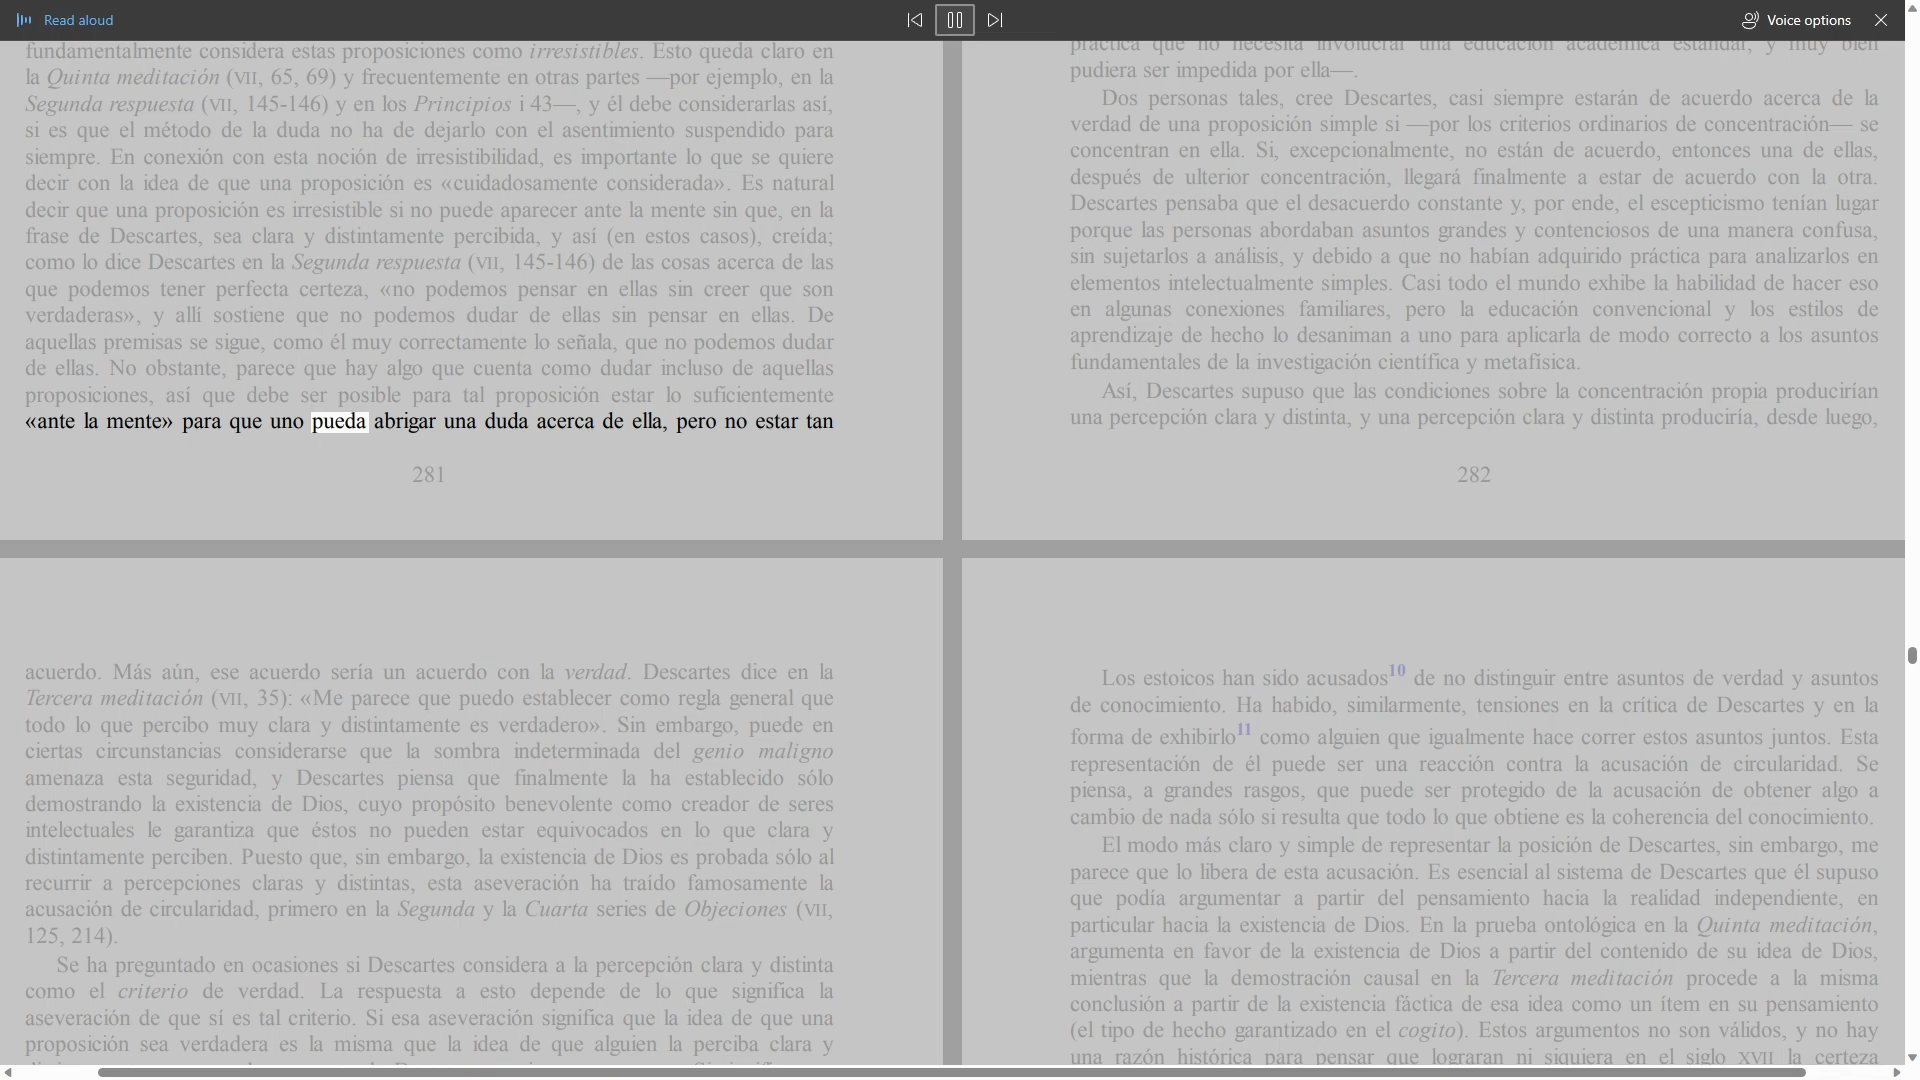 Read aloud
Voice options
fundamentalmente considera estas proposiciones como irresistibles. Esto queda claro en
la Quinta meditación (VII, 65, 69) y frecuentemente en otras partes —por ejemplo, en la
Segunda respuesta (VII, 145-146) y en los Principios i 43—, y él debe considerarlas así,
si es que el método de la duda no ha de dejarlo con el asentimiento suspendido para
siempre. En conexión con esta noción de irresistibilidad, es importante lo que se quiere
decir con la idea de que una proposición es «cuidadosamente considerada». Es natural
decir que una proposición es irresistible si no puede aparecer ante la mente sin que, en la
frase de Descartes, sea clara y distintamente percibida, y así (en estos casos), creída;
como lo dice Descartes en la Segunda respuesta (VII, 145-146) de las cosas acerca de las
que podemos tener perfecta certeza, «no podemos pensar en ellas sin creer que son
verdaderas», y allí sostiene que no podemos dudar de ellas sin pensar en ellas. De
aquellas premisas se sigue, como él muy correctamente lo señala, que no podemos dudar
de ellas. No obstante, parece que hay algo que cuenta como dudar incluso de aquellas
proposiciones, así que debe ser posible para tal proposición estar lo suficientemente
«ante la mente» para que uno pueda abrigar una duda acerca de ella, pero no estar tan
281
práctica que no necesita involucrar una educación académica estándar, y muy bien
pudiera ser impedida por ella—.
Dos personas tales, cree Descartes, casi siempre estarán de acuerdo acerca de la
verdad de una proposición simple si —por los criterios ordinarios de concentración— se
concentran en ella. Si, excepcionalmente, no están de acuerdo, entonces una de ellas,
después de ulterior concentración, llegará finalmente a estar de acuerdo con la otra.
Descartes pensaba que el desacuerdo constante y, por ende, el escepticismo tenían lugar
porque las personas abordaban asuntos grandes y contenciosos de una manera confusa,
sin sujetarlos a análisis, y debido a que no habían adquirido práctica para analizarlos en
elementos intelectualmente simples. Casi todo el mundo exhibe la habilidad de hacer eso
en algunas conexiones familiares, pero la educación convencional y los estilos de
aprendizaje de hecho lo desaniman a uno para aplicarla de modo correcto a los asuntos
fundamentales de la investigación científica y metafísica.
Así, Descartes supuso que las condiciones sobre la concentración propia producirían
una percepción clara y distinta, y una percepción clara y distinta produciría, desde luego,
282
acuerdo. Más aún, ese acuerdo sería un acuerdo con la verdad. Descartes dice en la
Tercera meditación (VII, 35): «Me parece que puedo establecer como regla general que
todo lo que percibo muy clara y distintamente es verdadero». Sin embargo, puede en
ciertas circunstancias considerarse que la sombra indeterminada del genio maligno
amenaza esta seguridad, y Descartes piensa que finalmente la ha establecido sólo
demostrando la existencia de Dios, cuyo propósito benevolente como creador de seres
intelectuales le garantiza que éstos no pueden estar equivocados en lo que clara y
distintamente perciben. Puesto que, sin embargo, la existencia de Dios es probada sólo al
recurrir a percepciones claras y distintas, esta aseveración ha traído famosamente la
acusación de circularidad, primero en la Segunda y la Cuarta series de Objeciones (VII,
125, 214).
Se ha preguntado en ocasiones si Descartes considera a la percepción clara y distinta
como el criterio de verdad. La respuesta a esto depende de lo que significa la
aseveración de que sí es tal criterio. Si esa aseveración significa que la idea de que una
proposición sea verdadera es la misma que la idea de que alguien la perciba clara y
Los estoicos han sido acusados10 de no distinguir entre asuntos de verdad y asuntos
de conocimiento. Ha habido, similarmente, tensiones en la crítica de Descartes y en la
forma de exhibirlo11 como alguien que igualmente hace correr estos asuntos juntos. Esta
representación de él puede ser una reacción contra la acusación de circularidad. Se
piensa, a grandes rasgos, que puede ser protegido de la acusación de obtener algo a
cambio de nada sólo si resulta que todo lo que obtiene es la coherencia del conocimiento.
El modo más claro y simple de representar la posición de Descartes, sin embargo, me
parece que lo libera de esta acusación. Es esencial al sistema de Descartes que él supuso
que podía argumentar a partir del pensamiento hacia la realidad independiente, en
particular hacia la existencia de Dios. En la prueba ontológica en la Quinta meditación,
argumenta en favor de la existencia de Dios a partir del contenido de su idea de Dios,
mientras que la demostración causal en la Tercera meditación procede a la misma
conclusión a partir de la existencia fáctica de esa idea como un ítem en su pensamiento
(el tipo de hecho garantizado en el cogito). Estos argumentos no son válidos, y no hay
una razón histórica para pensar que lograran ni siquiera en el siglo XVII la certeza